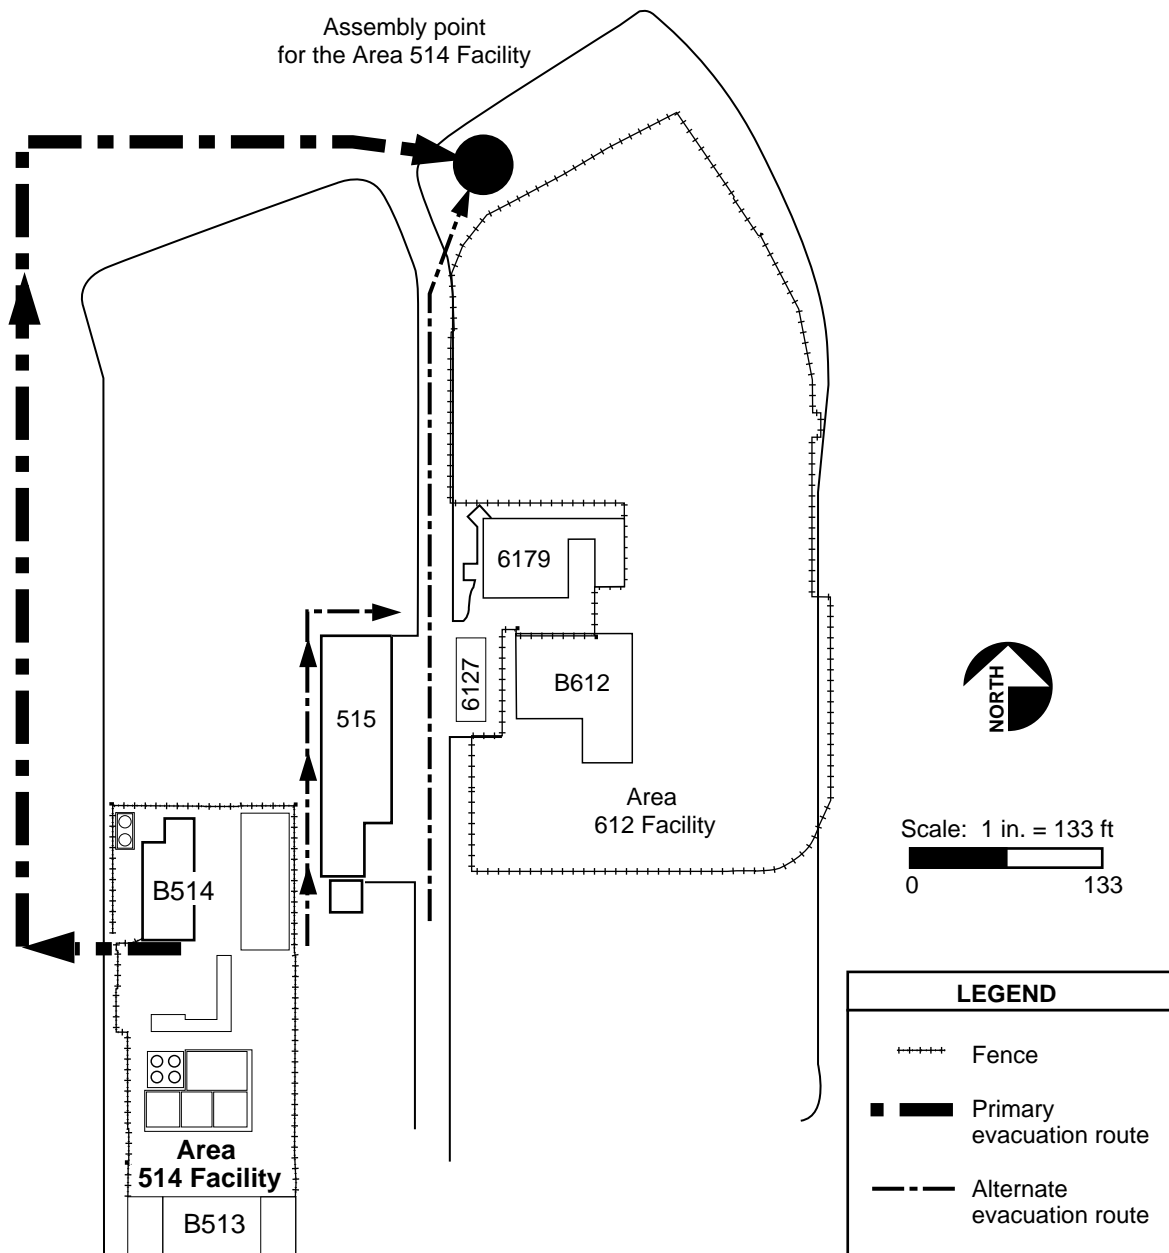 Assembly point
for the Area 514 Facility
6179
6127
B612
515
Area
612 Facility
NORTH
Scale: 1 in. = 133 ft
0 133
B514
LEGEND
Fence
Primary
evacuation route
Alternate
evacuation route
Area
514 Facility
B513